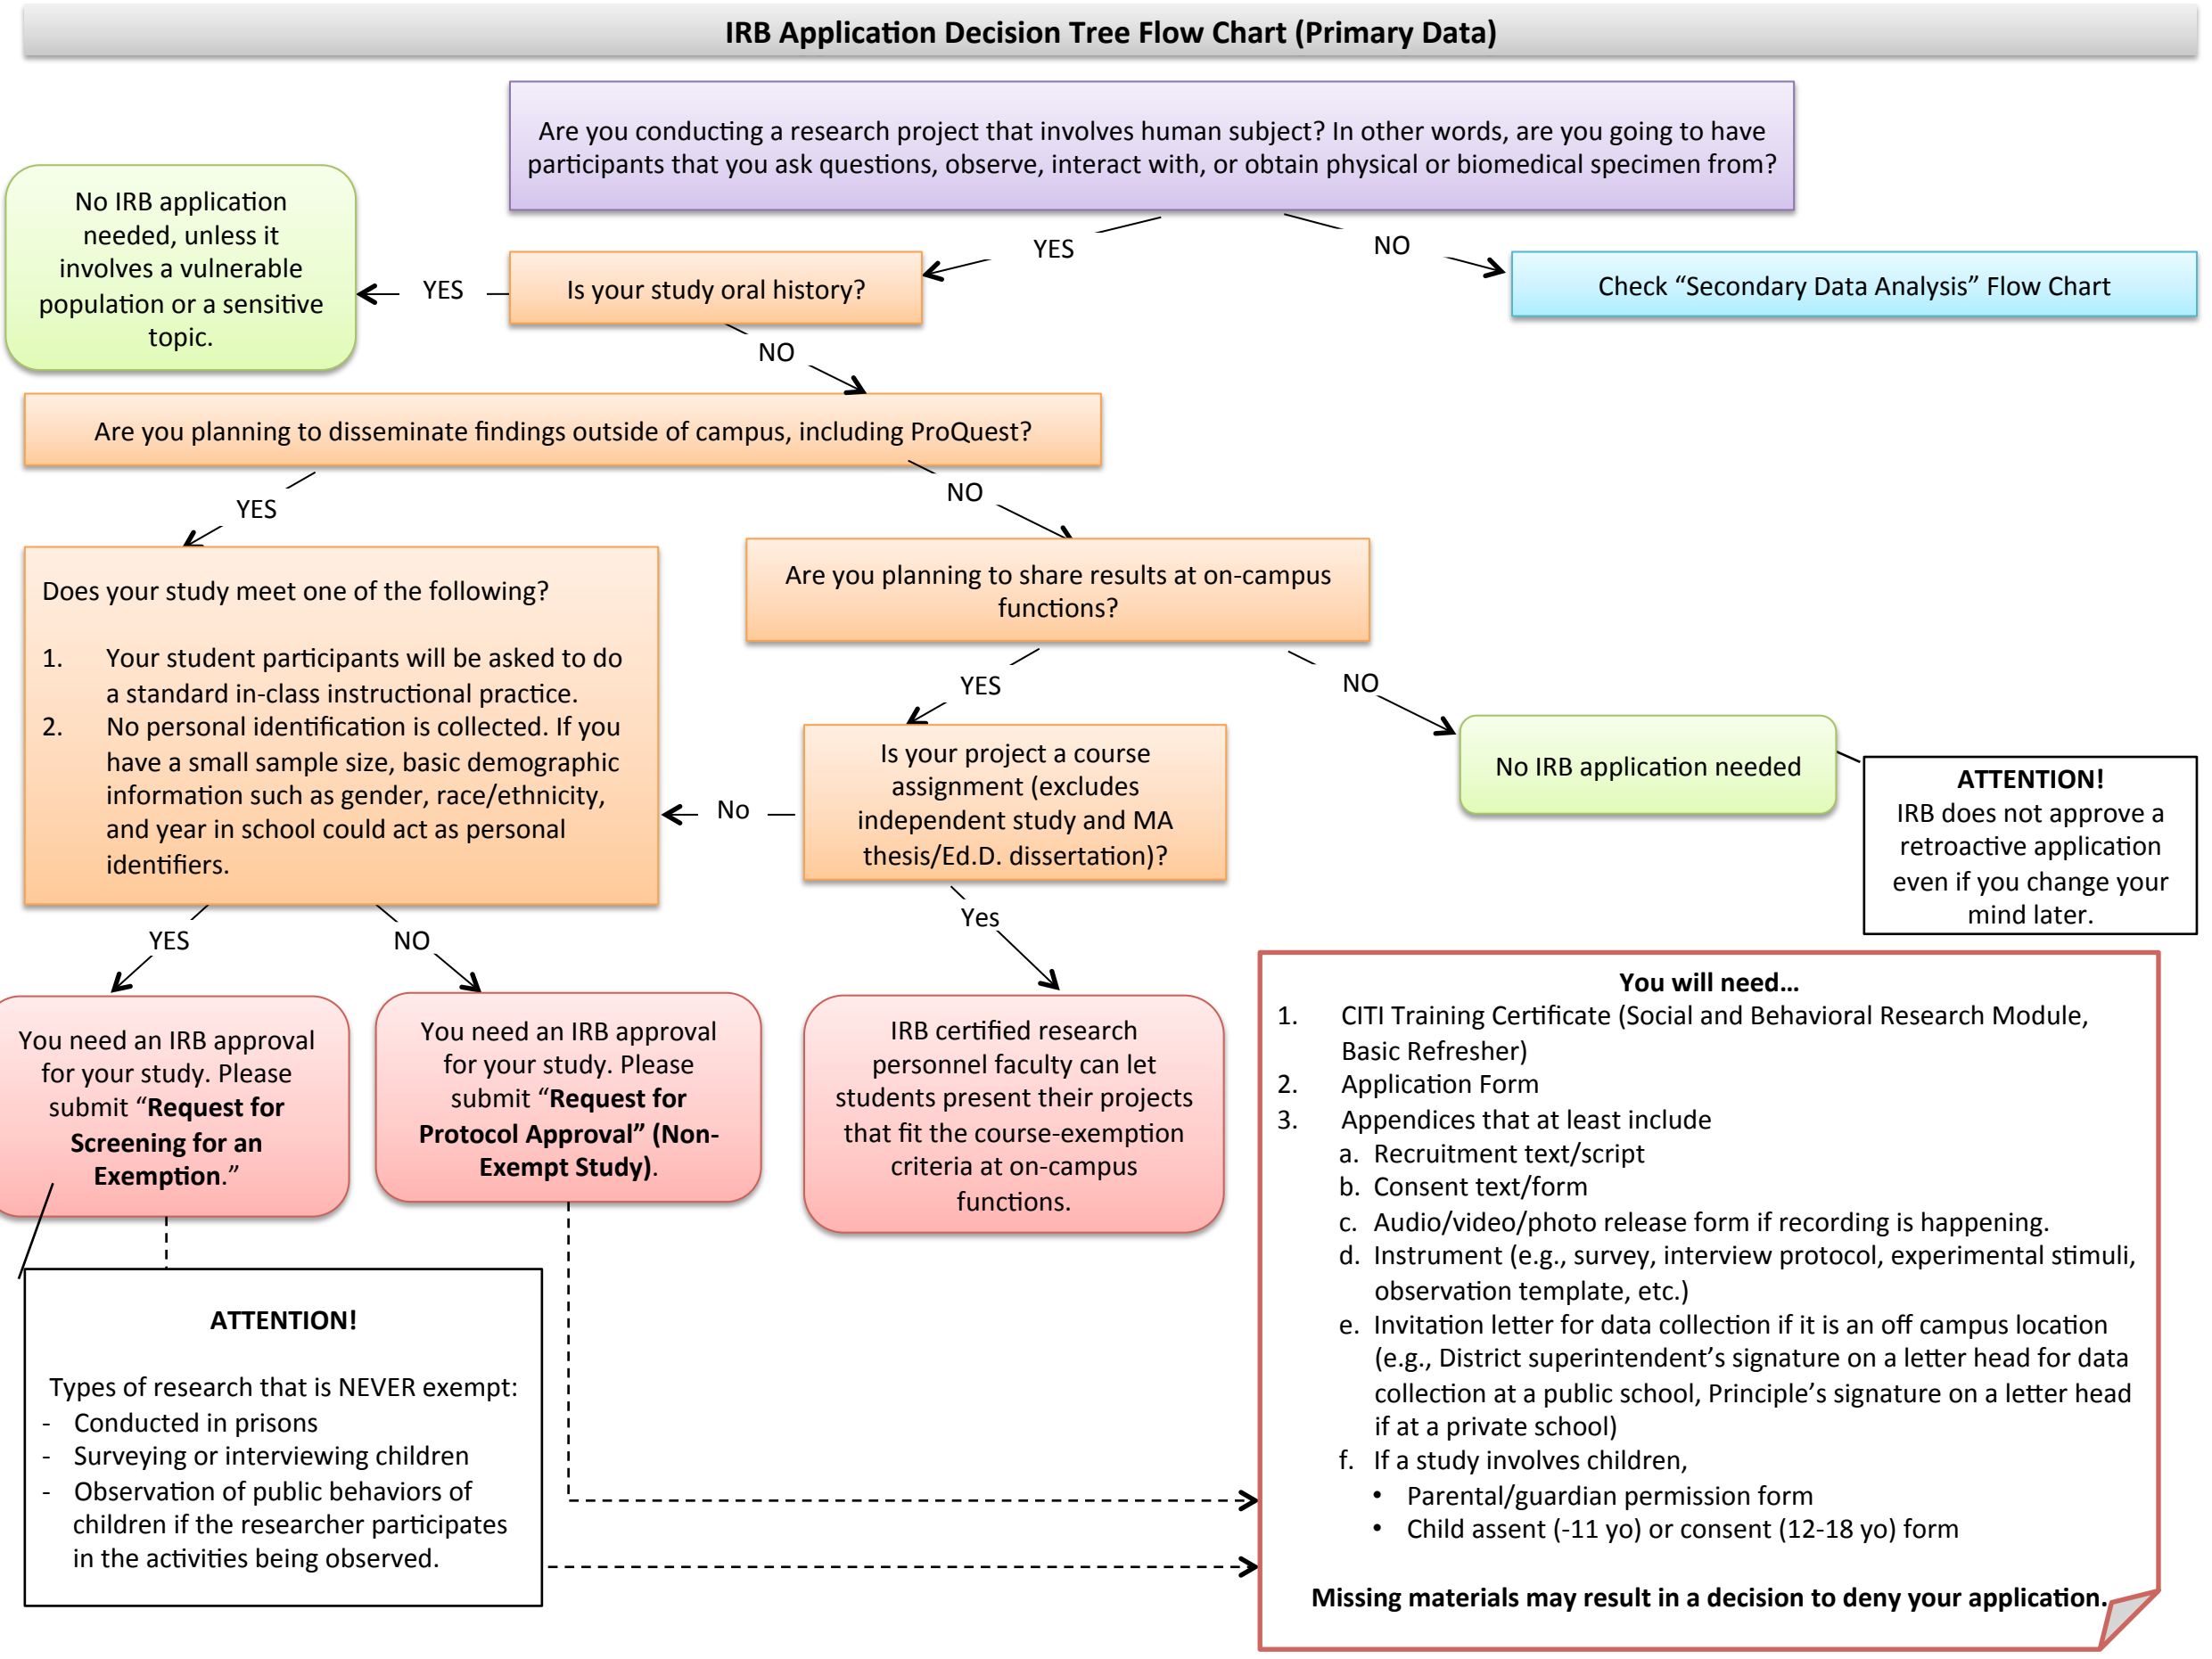 IRB Application Decision Tree Flow Chart (Primary Data)
Are you conducting a research project that involves human subject? In other words, are you going to have
participants that you ask questions, observe, interact with, or obtain physical or biomedical specimen from?
YES
NO
No IRB application
needed, unless it
involves a vulnerable
population or a sensitive
topic.
YES
Is your study oral history?
Check “Secondary Data Analysis” Flow Chart
NO
Are you planning to disseminate findings outside of campus, including ProQuest?
YES
NO
Does your study meet one of the following?
1. Your student participants will be asked to do
a standard in-class instructional practice.
2. No personal identification is collected. If you
have a small sample size, basic demographic
information such as gender, race/ethnicity,
and year in school could act as personal
identifiers.
Are you planning to share results at on-campus
functions?
YES
NO
No
Is your project a course
assignment (excludes
independent study and MA
thesis/Ed.D. dissertation)?
No IRB application needed
ATTENTION!
IRB does not approve a
retroactive application
even if you change your
mind later.
YES
NO
Yes
You need an IRB approval
for your study. Please
submit “Request for
Screening for an
Exemption.”
You need an IRB approval
for your study. Please
submit “Request for
Protocol Approval” (Non-
Exempt Study).
IRB certified research
personnel faculty can let
students present their projects
that fit the course-exemption
criteria at on-campus
functions.
ATTENTION!
Types of research that is NEVER exempt:
- Conducted in prisons
- Surveying or interviewing children
- Observation of public behaviors of
children if the researcher participates
in the activities being observed.
You will need…
1. CITI Training Certificate (Social and Behavioral Research Module,
Basic Refresher)
2. Application Form
3. Appendices that at least include
a. Recruitment text/script
b. Consent text/form
c. Audio/video/photo release form if recording is happening.
d. Instrument (e.g., survey, interview protocol, experimental stimuli,
observation template, etc.)
e. Invitation letter for data collection if it is an off campus location
(e.g., District superintendent’s signature on a letter head for data
collection at a public school, Principle’s signature on a letter head
if at a private school)
f. If a study involves children,
• Parental/guardian permission form
• Child assent (-11 yo) or consent (12-18 yo) form
Missing materials may result in a decision to deny your application.